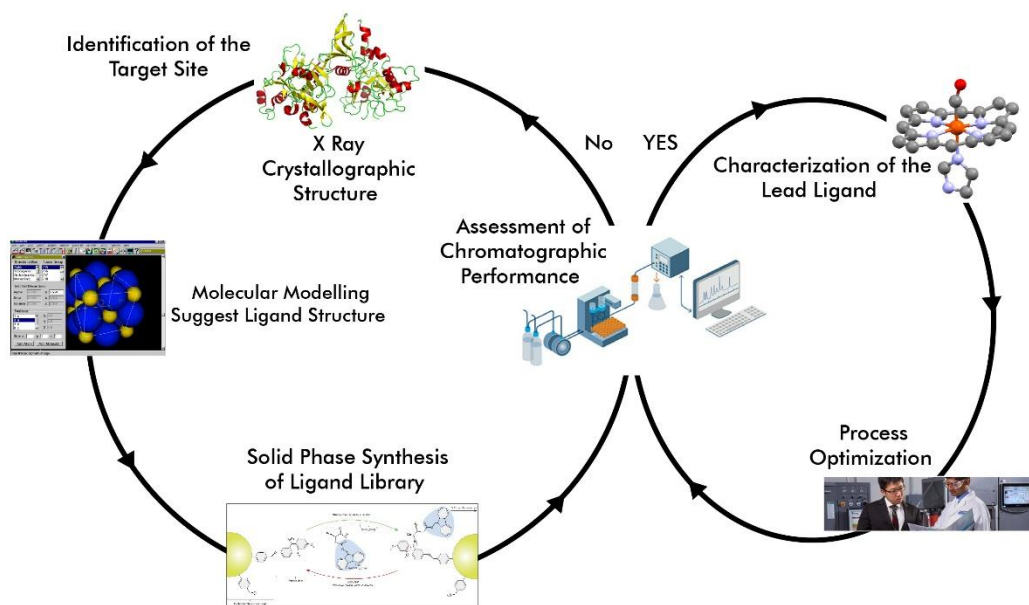 Identification of the
Target Site
X Ray
Crystallographic
Structure
No YES
Characterization of the
Lead Ligand
Assessment of
Chromatographic
Performance
Molecular Modelling
Suggest Ligand Structure
Solid Phase Synthesis
of Ligand Library
Process
Optimization